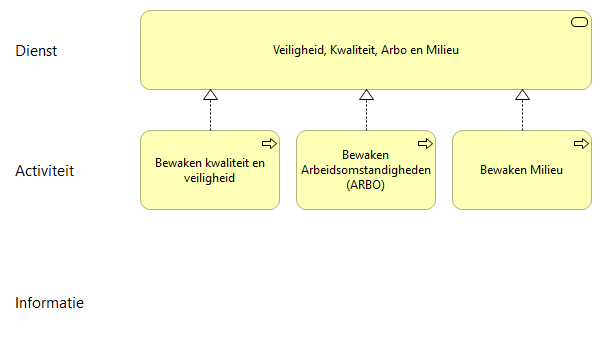 Dienst
Veiligheid, Kwaliteit, Arbo en Milieu
Activiteit
Bewaken kwaliteit en
veiligheid
Bewaken
Arbeidsomstandigheden
(ARBO)
Bewaken Milieu
Informatie